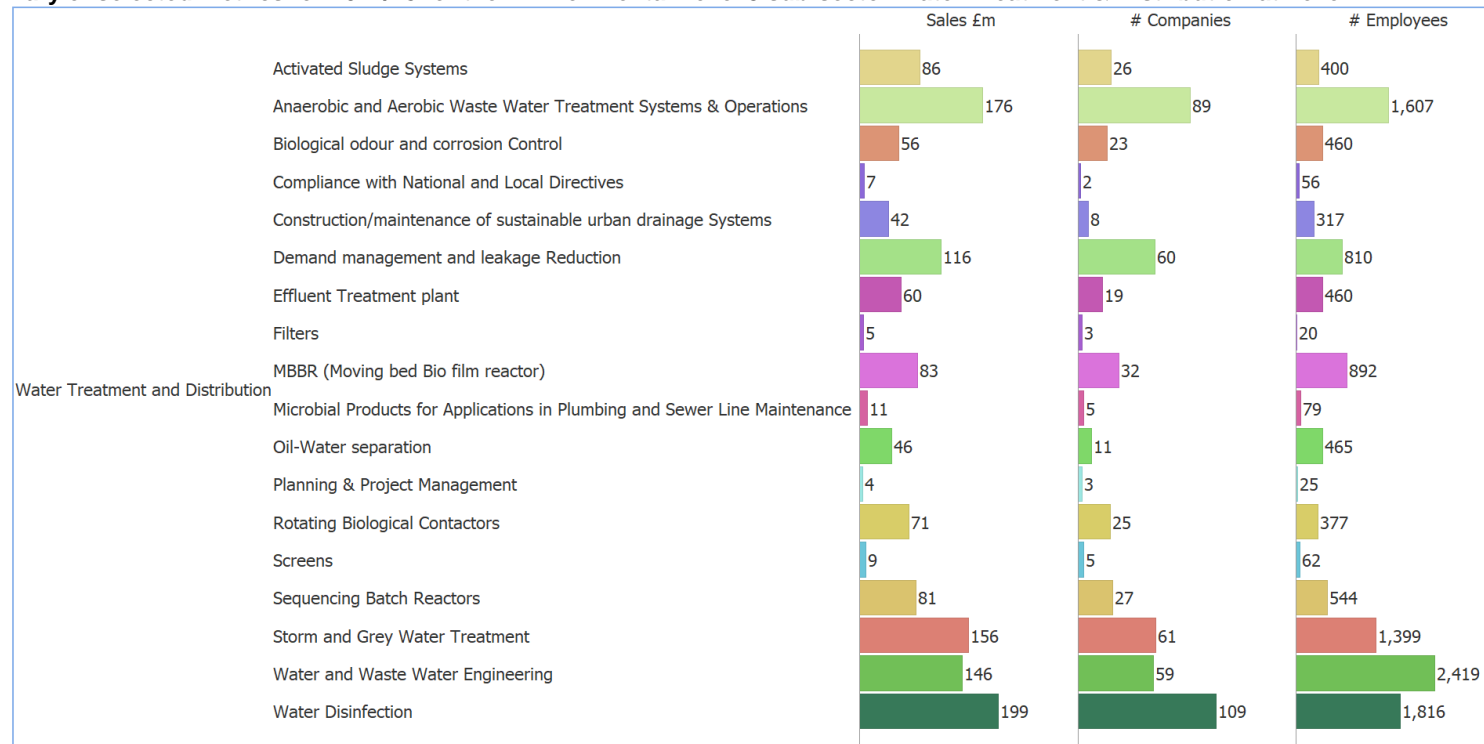 Sales £m # Companies # Employees
Activated Sludge Systems 86 26 400
Anaerobic and Aerobic Waste Water Treatment Systems & Operations 176 89 1,607
Biological odour and corrosion Control 56 23 460
Compliance with National and Local Directives 7 2 56
Construction/maintenance of sustainable urban drainage Systems 42 8 317
Demand management and leakage Reduction 116 60 810
Effluent Treatment plant 60 19 460
Filters 5 3 20
MBBR (Moving bed Bio film reactor) 83 32 892
Water Treatment and Distribution
Microbial Products for Applications in Plumbing and Sewer Line Maintenance 11 5 79
Oil-Water separation 46 11 465
Planning & Project Management 4 3 25
Rotating Biological Contactors 71 25 377
Screens 9 5 62
Sequencing Batch Reactors 81 27 544
Storm and Grey Water Treatment 156 61 1,399
Water and Waste Water Engineering 146 59 2,419
Water Disinfection 199 109 1,816